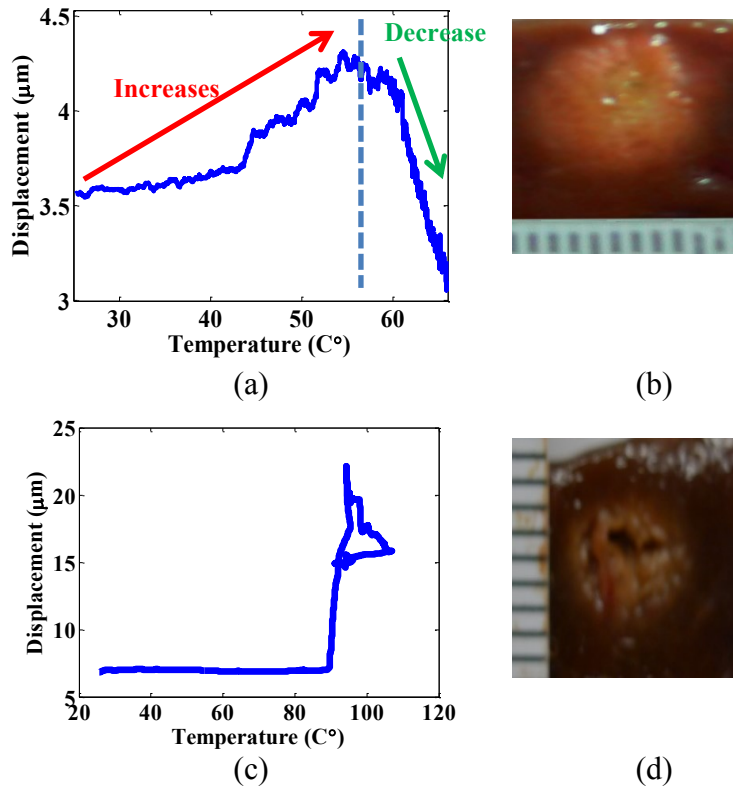 4.5
4
3.5
3
Displacement (μm)
Increases
Decrease
30 40 50 60
Temperature (C°)
(a)
(b)
25
20
15
10
5
Displacement (μm)
20 40 60 80 100 120
Temperature (C°)
(c)
(d)